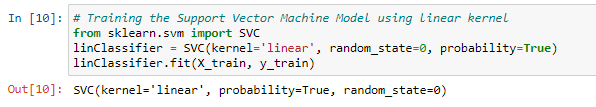 In [10]: # Training the Support Vector Machine Model using linear kernel
from sklearn.svm import SVC
linClassifier = SVC(kernel='linear', random_state=0, probability=True)
linClassifier.fit(X_train, y_train)
Out[10]: SVC(kernel='linear', probability=True, random_state=0)